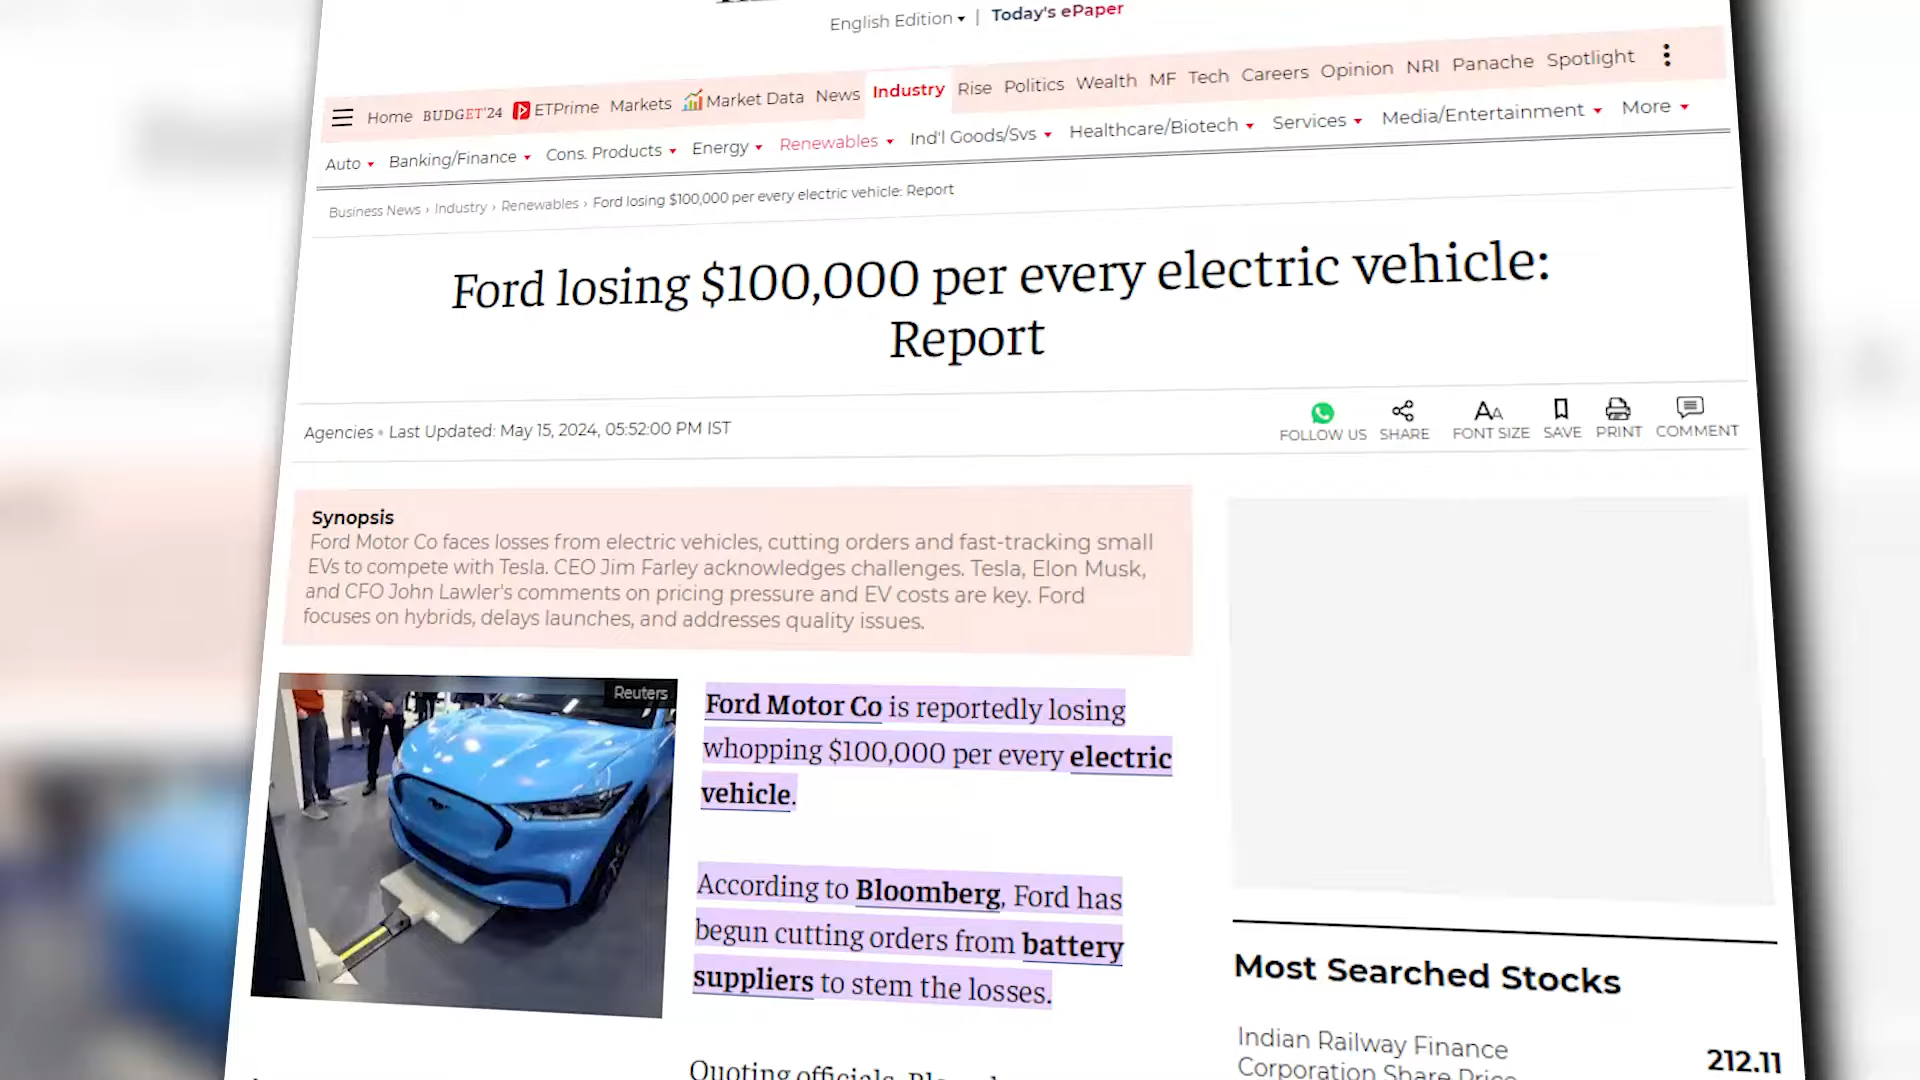 English Edition | Today's ePaper
Home BUDGET'24 ETPrime Markets Market Data News Industry Rise Politics Wealth MF Tech Careers Opinion NRI Panache Spotlight
Auto Banking/Finance Cons. Products Energy Renewables Ind'l Goods/Svs Healthcare/Biotech Services Media/Entertainment More
Business News › Industry › Renewables › Ford losing $100,000 per every electric vehicle: Report
Ford losing $100,000 per every electric vehicle:
Report
Agencies • Last Updated: May 15, 2024, 05:52:00 PM IST
FOLLOW US SHARE FONT SIZE SAVE PRINT COMMENT
Synopsis
Ford Motor Co faces losses from electric vehicles, cutting orders and fast-tracking small
EVs to compete with Tesla. CEO Jim Farley acknowledges challenges. Tesla, Elon Musk,
and CFO John Lawler's comments on pricing pressure and EV costs are key. Ford
focuses on hybrids, delays launches, and addresses quality issues.
Reuters
Ford Motor Co is reportedly losing
whopping $100,000 per every electric
vehicle.
According to Bloomberg, Ford has
begun cutting orders from battery
suppliers to stem the losses.
Quoting officials,
Most Searched Stocks
Indian Railway Finance
Corporation Share Price
212.11